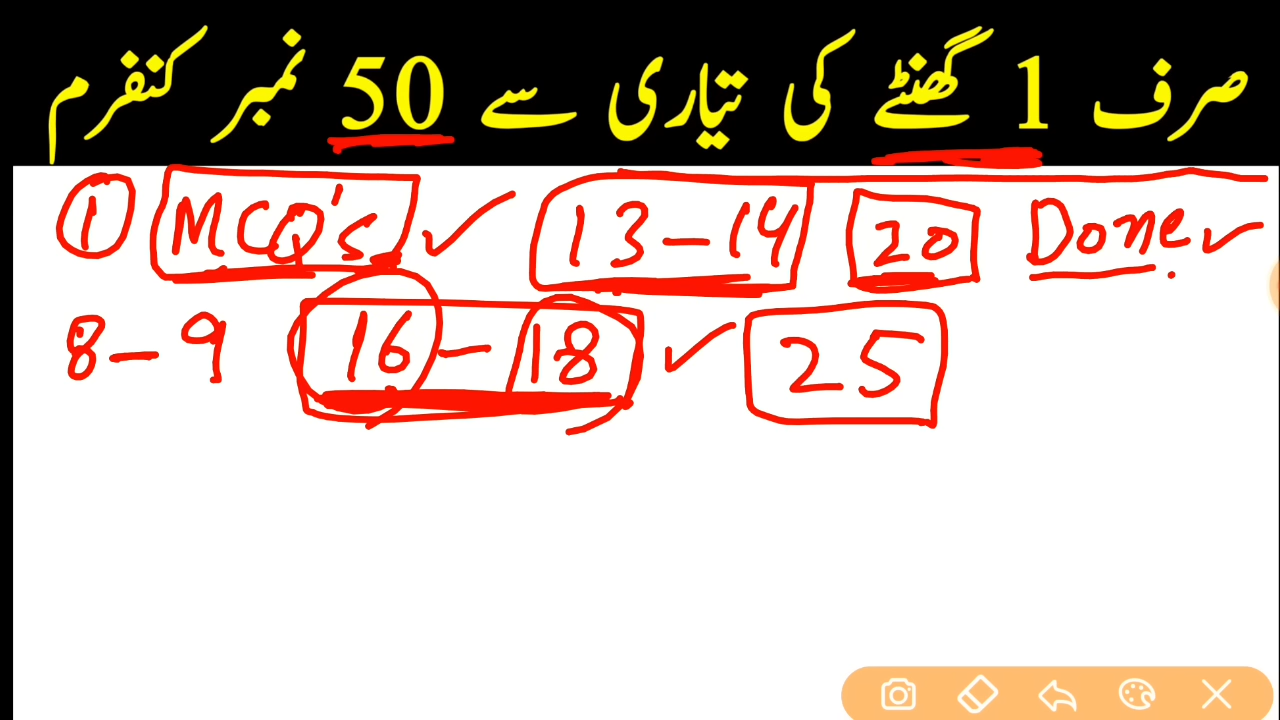 صرف 1 گھنٹے کی تیاری سے 50 نمبر کنفرم
1 MCQ's ✓ 13-14 20 Done ✓
8-9 16-18 ✓ 25